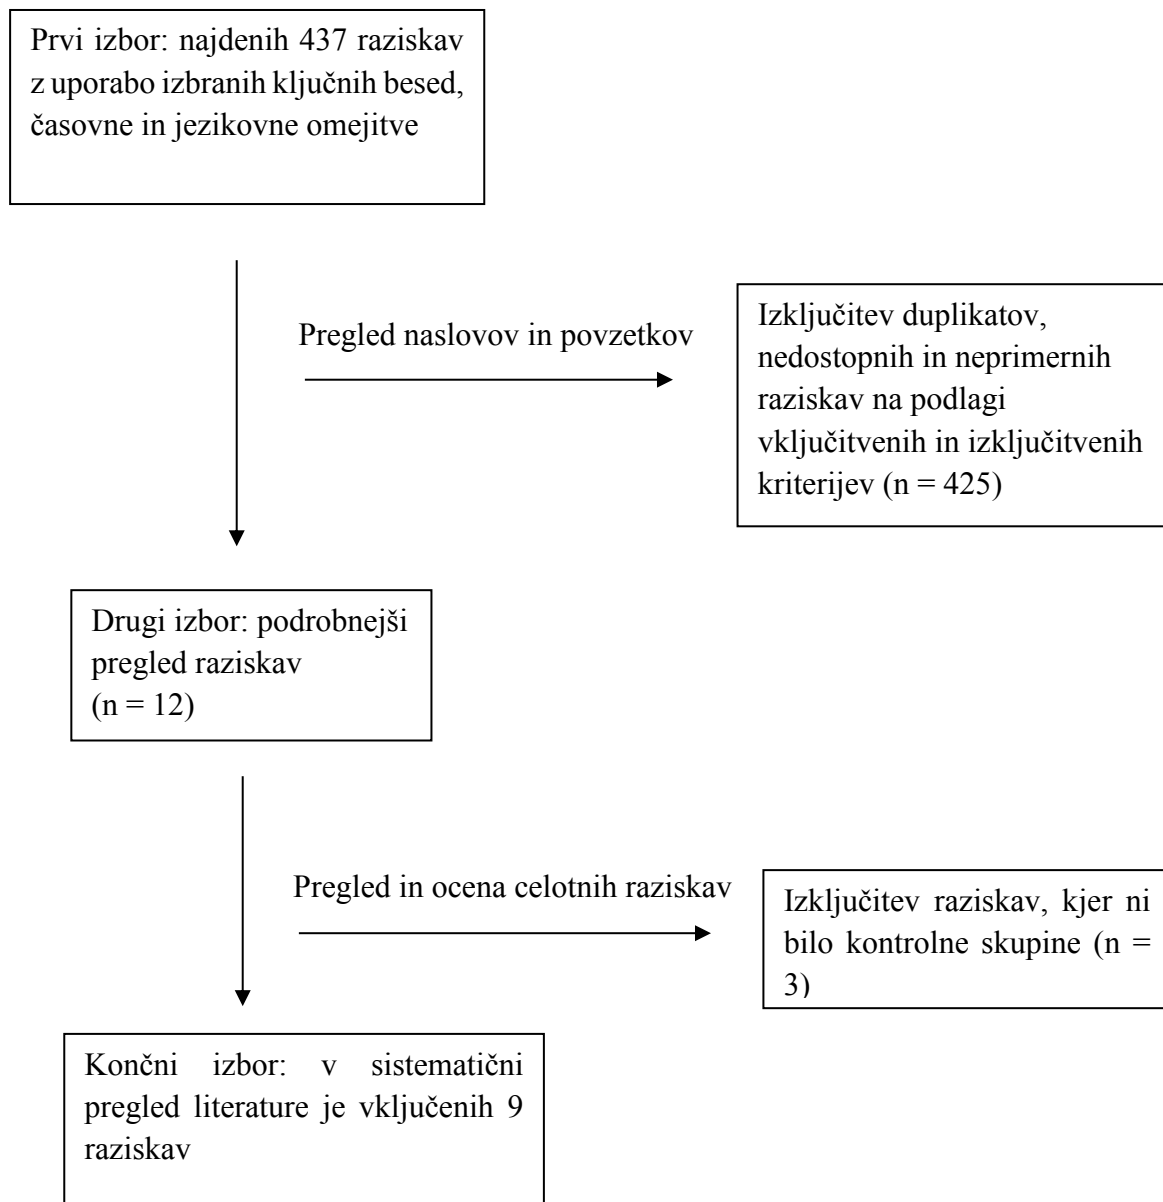 Prvi izbor: najdenih 437 raziskav
z uporabo izbranih ključnih besed,
časovne in jezikovne omejitve
Pregled naslovov in povzetkov
Izključitev duplikatov,
nedostopnih in neprimernih
raziskav na podlagi
vključitvenih in izključitvenih
kriterijev (n = 425)
Drugi izbor: podrobnejši
pregled raziskav
(n = 12)
Pregled in ocena celotnih raziskav
Izključitev raziskav, kjer ni
bilo kontrolne skupine (n =
3)
Končni izbor: v sistematični
pregled literature je vključenih 9
raziskav